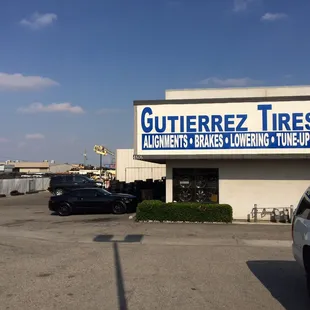 GUTIERREZ TIRES
ALIGNMENTS • BRAKES • LOWERING • TUNE-UP